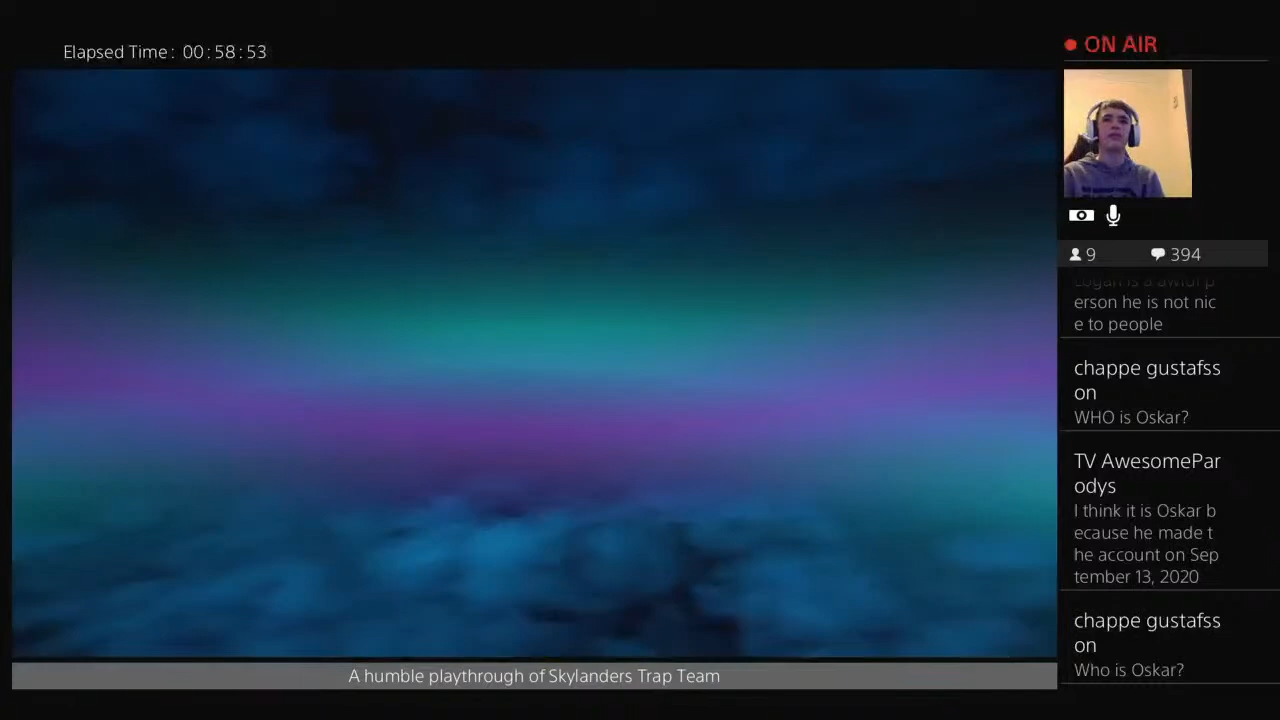 Elapsed Time: 00:58:53
ON AIR
9 394
erson he is not nic
e to people
chappe gustafss
on
WHO is Oskar?
TV AwesomePar
odys
I think it is Oskar b
ecause he made t
he account on Sep
tember 13, 2020
chappe gustafss
on
Who is Oskar?
A humble playthrough of Skylanders Trap Team